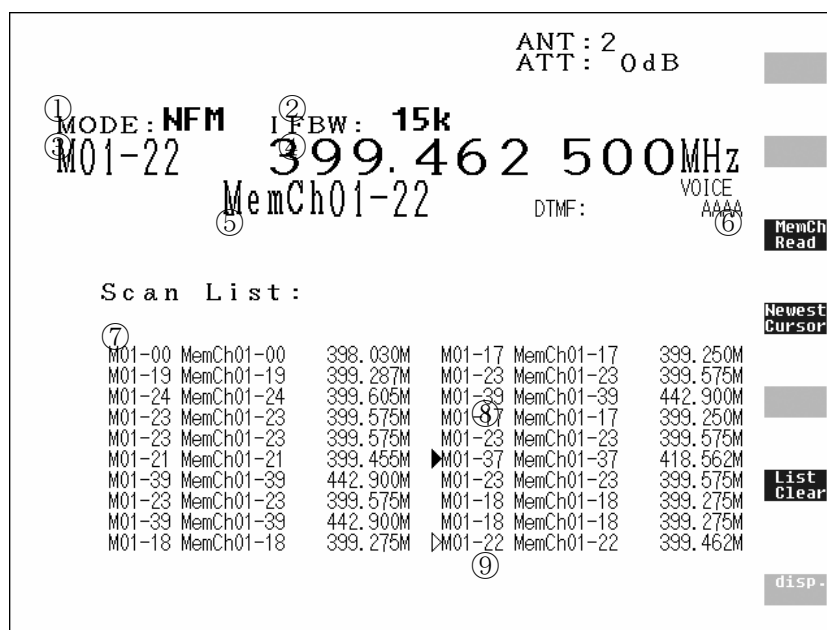 ANT:2
ATT: 0dB
① MODE:NFM ② IFBW: 15k
③ M01-22 ④ 399.462 500MHz
⑤ MemCh01-22 DTMF: VOICE
⑥ AAAA
MemCh
Read
Scan List:
Newest
Cursor
⑦
M01-00 MemCh01-00 398.030M M01-17 MemCh01-17 399.250M
M01-19 MemCh01-19 399.287M M01-23 MemCh01-23 399.575M
M01-24 MemCh01-24 399.605M M01-39 MemCh01-39 442.900M
⑧
M01-23 MemCh01-23 399.575M M01-17 MemCh01-17 399.250M
M01-23 MemCh01-23 399.575M M01-23 MemCh01-23 399.575M
M01-21 MemCh01-21 399.455M ▶M01-37 MemCh01-37 418.562M
M01-39 MemCh01-39 442.900M M01-23 MemCh01-23 399.575M
M01-23 MemCh01-23 399.575M M01-18 MemCh01-18 399.275M
M01-39 MemCh01-39 442.900M M01-18 MemCh01-18 399.275M
M01-18 MemCh01-18 399.275M ▷M01-22 MemCh01-22 399.462M
⑨
List
Clear
disp.